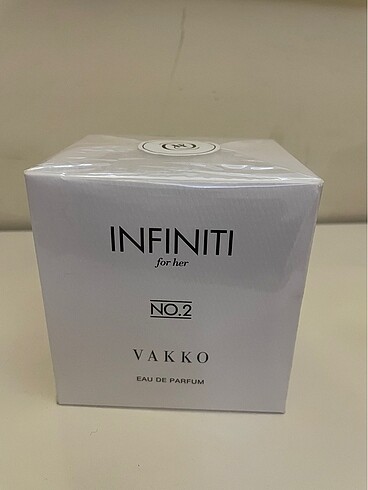 INFINITI
for her
NO.2
VAKKO
EAU DE PARFUM